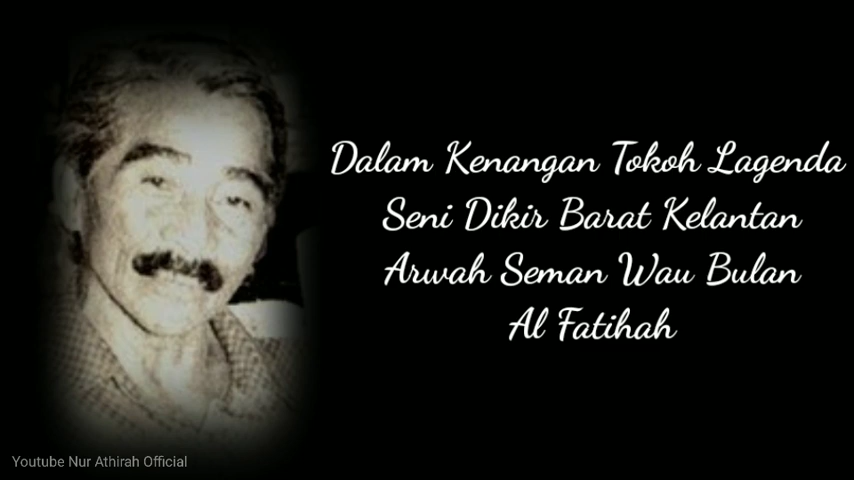 Dalam Kenangan Tokoh Lagenda
Seni Dikir Barat Kelantan
Arwah Seman Wau Bulan
Al Fatihah
Youtube Nur Athirah Official